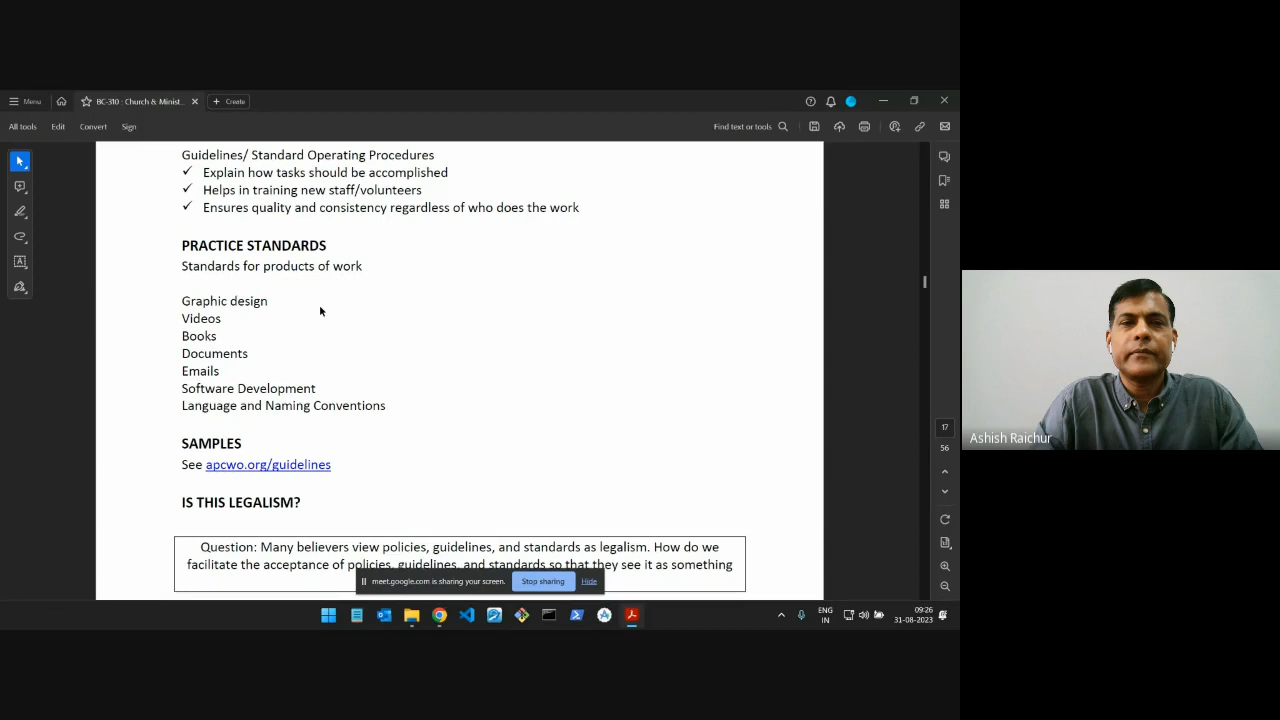 Menu
BC-310 : Church & Minist...
Create
All tools
Edit
Convert
Sign
Find text or tools
Guidelines/ Standard Operating Procedures
✓ Explain how tasks should be accomplished
✓ Helps in training new staff/volunteers
✓ Ensures quality and consistency regardless of who does the work
PRACTICE STANDARDS
Standards for products of work
Graphic design
Videos
Books
Documents
Emails
Software Development
Language and Naming Conventions
SAMPLES
See apcwo.org/guidelines
IS THIS LEGALISM?
Question: Many believers view policies, guidelines, and standards as legalism. How do we
facilitate the acceptance of policies, guidelines, and standards so that they see it as something
meet.google.com is sharing your screen.
Stop sharing
Hide
17
56
ENG
IN
09:26
31-08-2023
Ashish Raichur